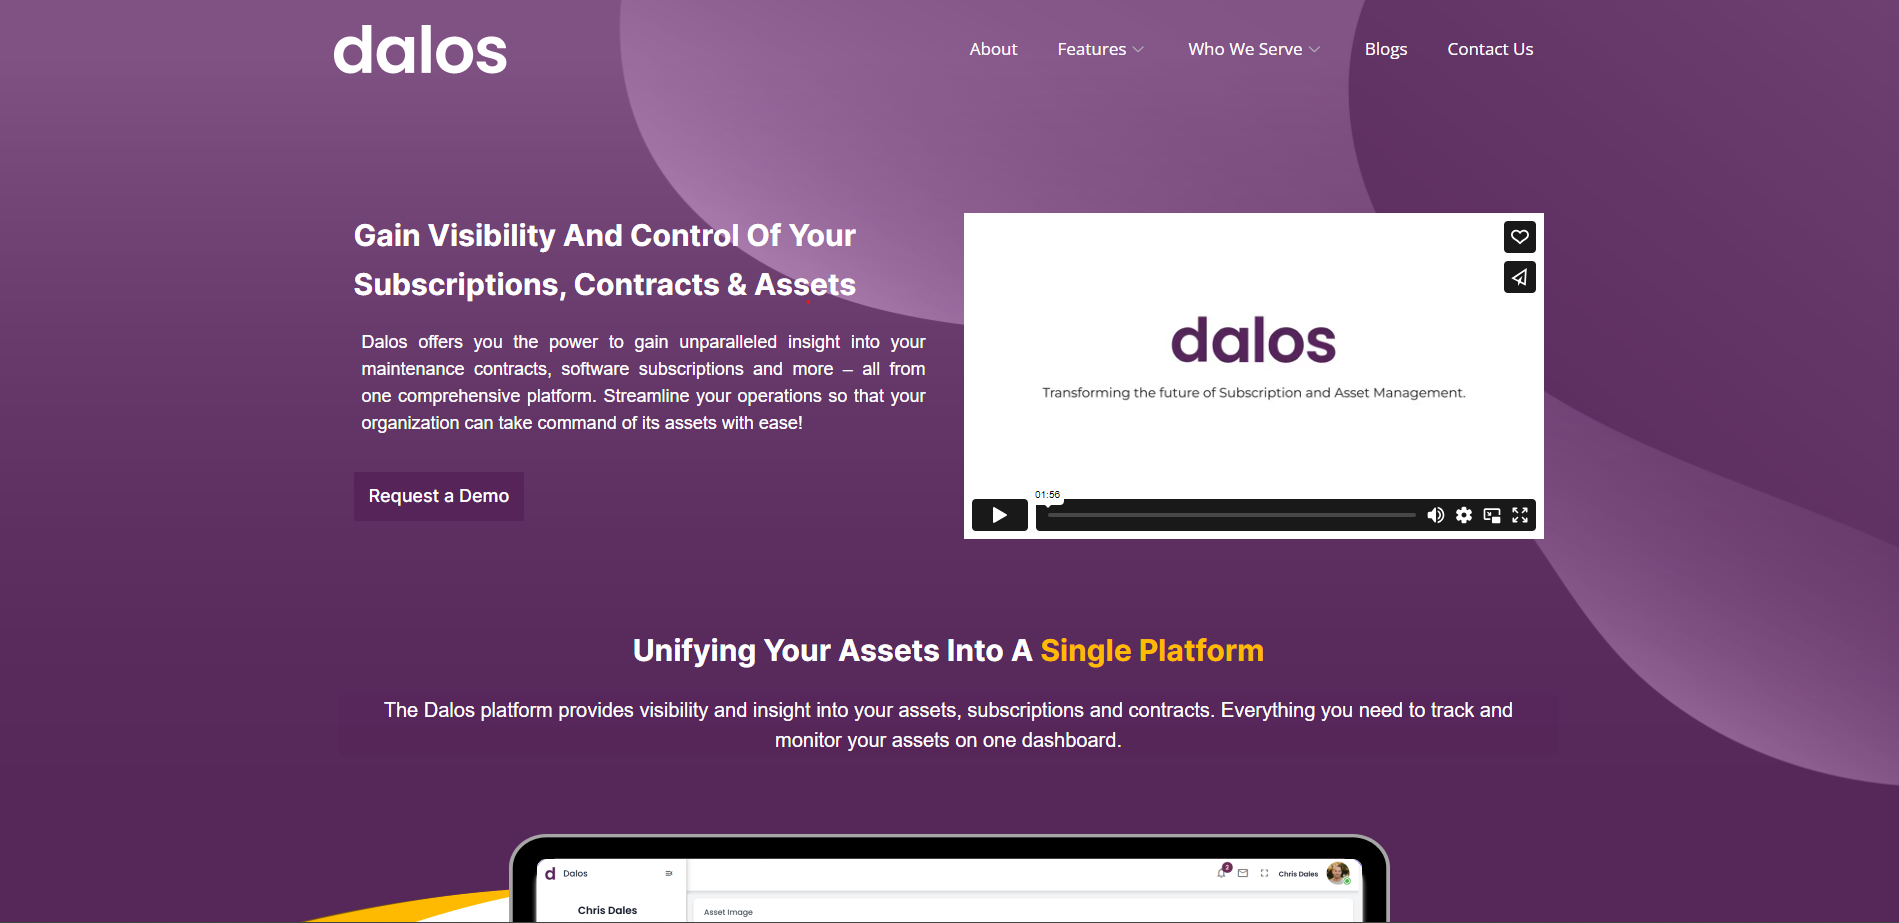 dalos
About Features Who We Serve Blogs Contact Us
Gain Visibility And Control Of Your
Subscriptions, Contracts & Assets
Dalos offers you the power to gain unparalleled insight into your
maintenance contracts, software subscriptions and more – all from
one comprehensive platform. Streamline your operations so that your
organization can take command of its assets with ease!
Request a Demo
dalos
Transforming the future of Subscription and Asset Management.
01:56
Unifying Your Assets Into A Single Platform
The Dalos platform provides visibility and insight into your assets, subscriptions and contracts. Everything you need to track and
monitor your assets on one dashboard.
d Dalos
2
Chris Dales
Chris Dales
Asset Image